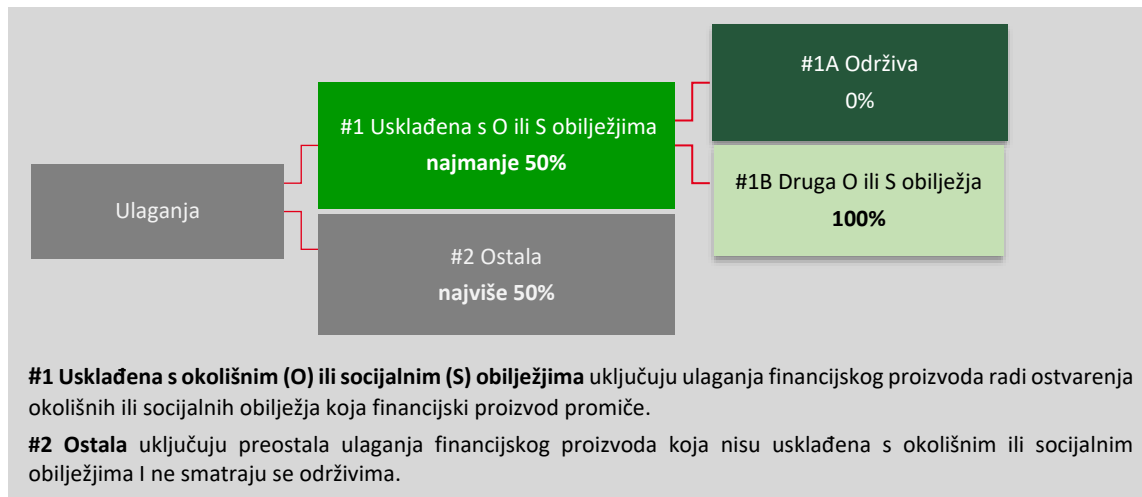 #1A Održiva
0%
#1 Usklađena s O ili S obilježjima
najmanje 50%
#1B Druga O ili S obilježja
100%
Ulaganja
#2 Ostala
najviše 50%
#1 Usklađena s okolišnim (O) ili socijalnim (S) obilježjima uključuju ulaganja financijskog proizvoda radi ostvarenja
okolišnih ili socijalnih obilježja koja financijski proizvod promiče.
#2 Ostala uključuju preostala ulaganja financijskog proizvoda koja nisu usklađena s okolišnim ili socijalnim
obilježjima I ne smatraju se održivima.